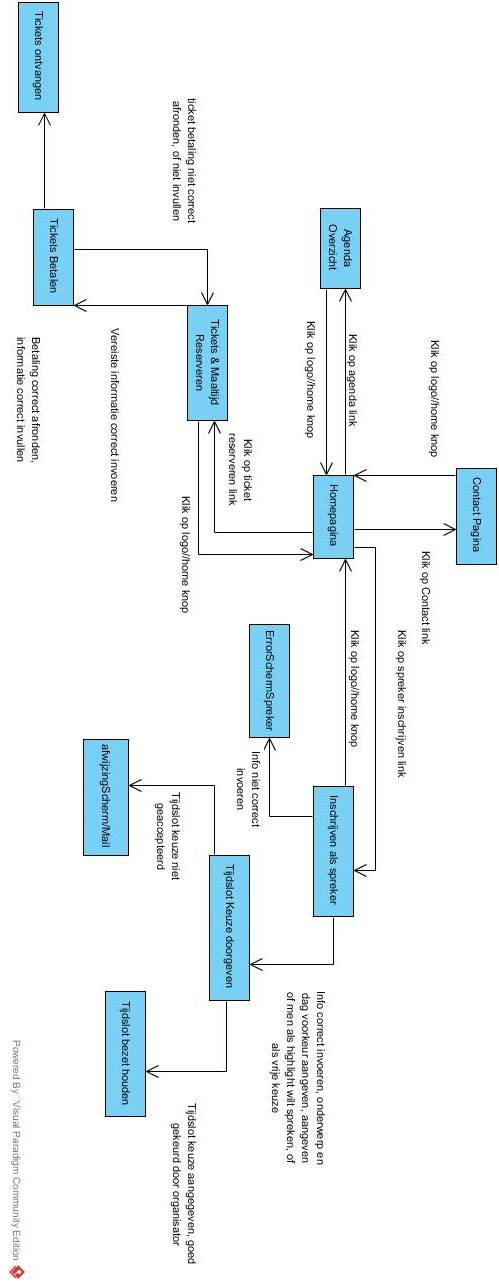 Contact Pagina
Klik op logo//home knop
Klik op Contact link
Klik op spreker inschrijven link
Agenda
Overzicht
Klik op agenda link
Klik op logo//home knop
Homepagina
Klik op logo//home knop
Inschrijven als spreker
Info correct invoeren, onderwerp en
dag voorkeur aangeven, aangeven
of men als highlight wilt spreken, of
als vrije keuze
ErrorSchermSpreker
Info niet correct
invoeren
Klik op ticket
reserveren link
Tickets & Maaltijd
Reserveren
Klik op logo//home knop
Tijdslot Keuze doorgeven
ticket betaling niet correct
afronden, of niet invullen
Tijdslot keuze niet
geaccepteerd
Tijdslot keuze aangegeven, goed
gekeurd door organisator
Tijdslot bezet houden
afwijzingScherm/Mail
Vereiste informatie correct invoeren
Tickets Betalen
Tickets ontvangen
Betaling correct afronden,
informatie correct invullen
Powered By Visual Paradigm Community Edition